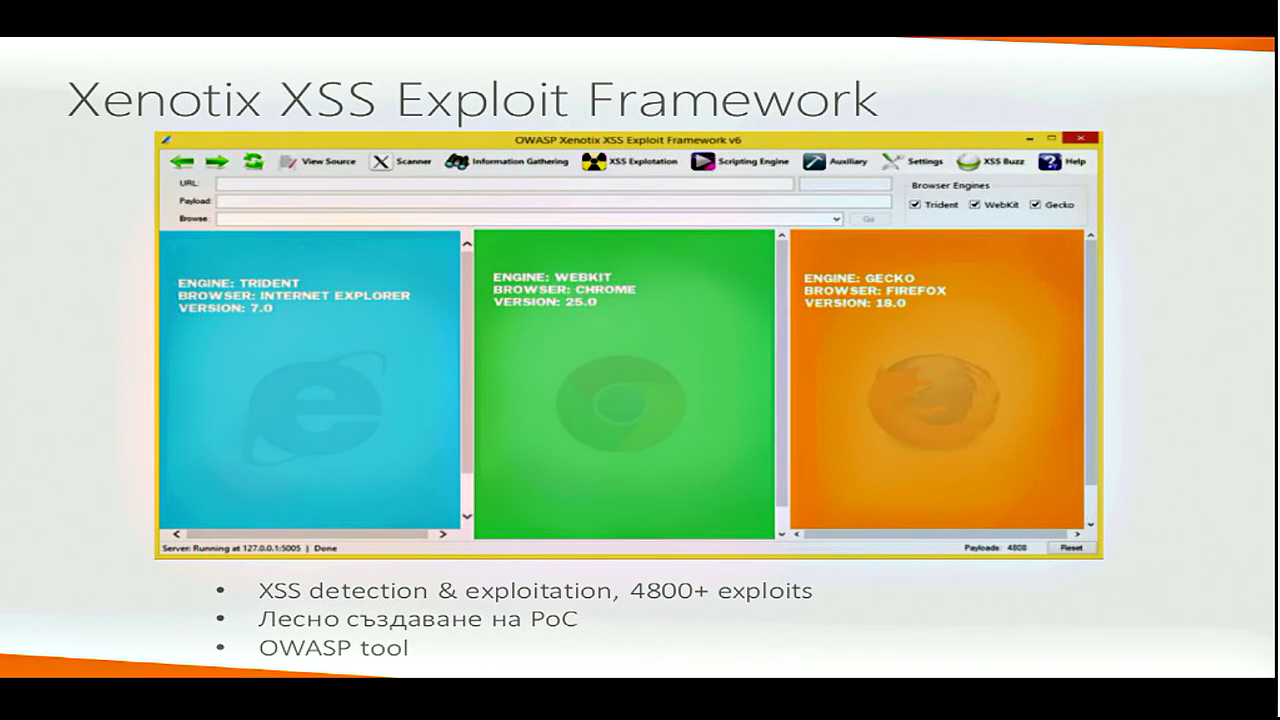 Xenotix XSS Exploit Framework
OWASP Xenotix XSS Exploit Framework v6
View Source Scanner Information Gathering XSS Explotation Scripting Engine Auxiliary Settings XSS Buzz Help
URL:
Payload:
Browse: Go
Browser Engines
Trident WebKit Gecko
ENGINE: TRIDENT
BROWSER: INTERNET EXPLORER
VERSION: 7.0
ENGINE: WEBKIT
BROWSER: CHROME
VERSION: 25.0
ENGINE: GECKO
BROWSER: FIREFOX
VERSION: 18.0
Server: Running at 127.0.0.1:5005 | Done
Payloads: 4808 Reset
• XSS detection & exploitation, 4800+ exploits
• Лесно създаване на PoC
• OWASP tool